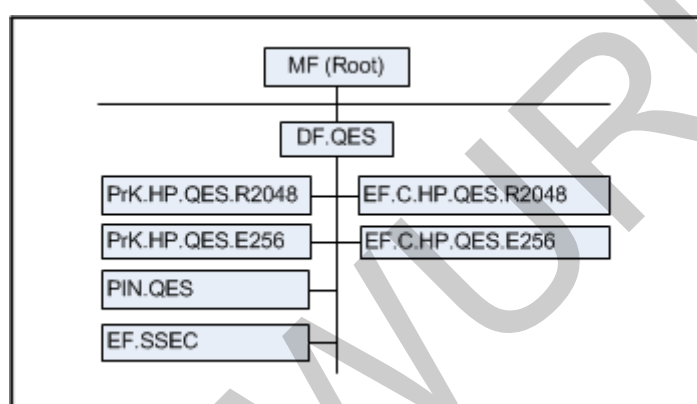 MF (Root)
DF.QES
PrK.HP.QES.R2048 EF.C.HP.QES.R2048
PrK.HP.QES.E256 EF.C.HP.QES.E256
PIN.QES
EF.SSEC